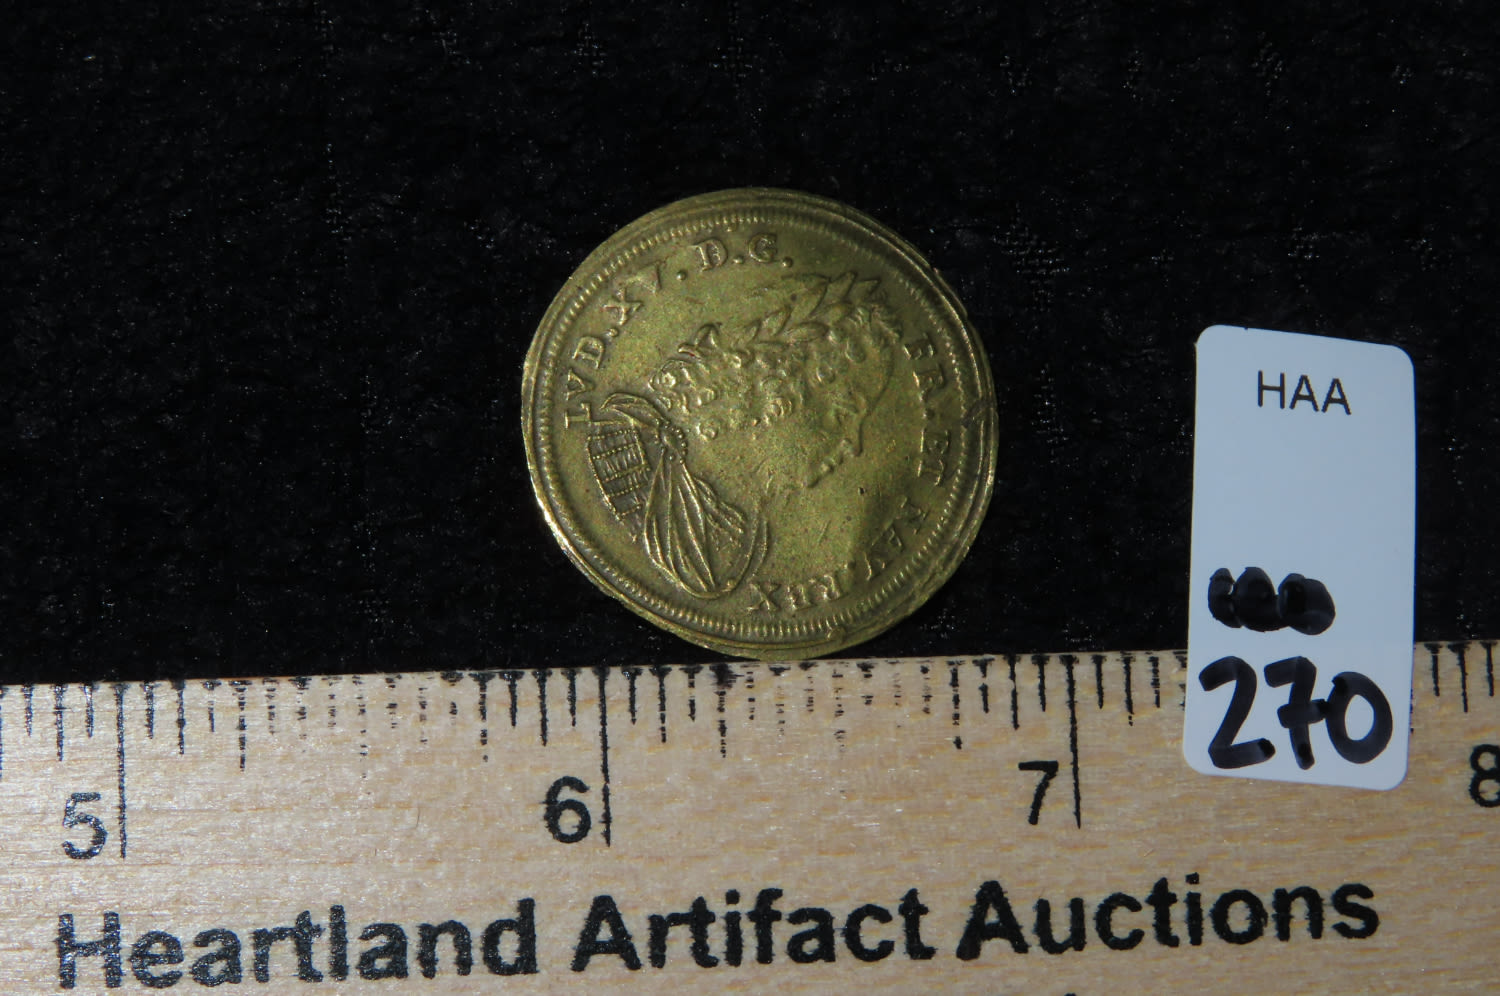 LVD.XV.D.G. FR.ET NAV.REX
HAA
270
5 6 7 8
Heartland Artifact Auctions